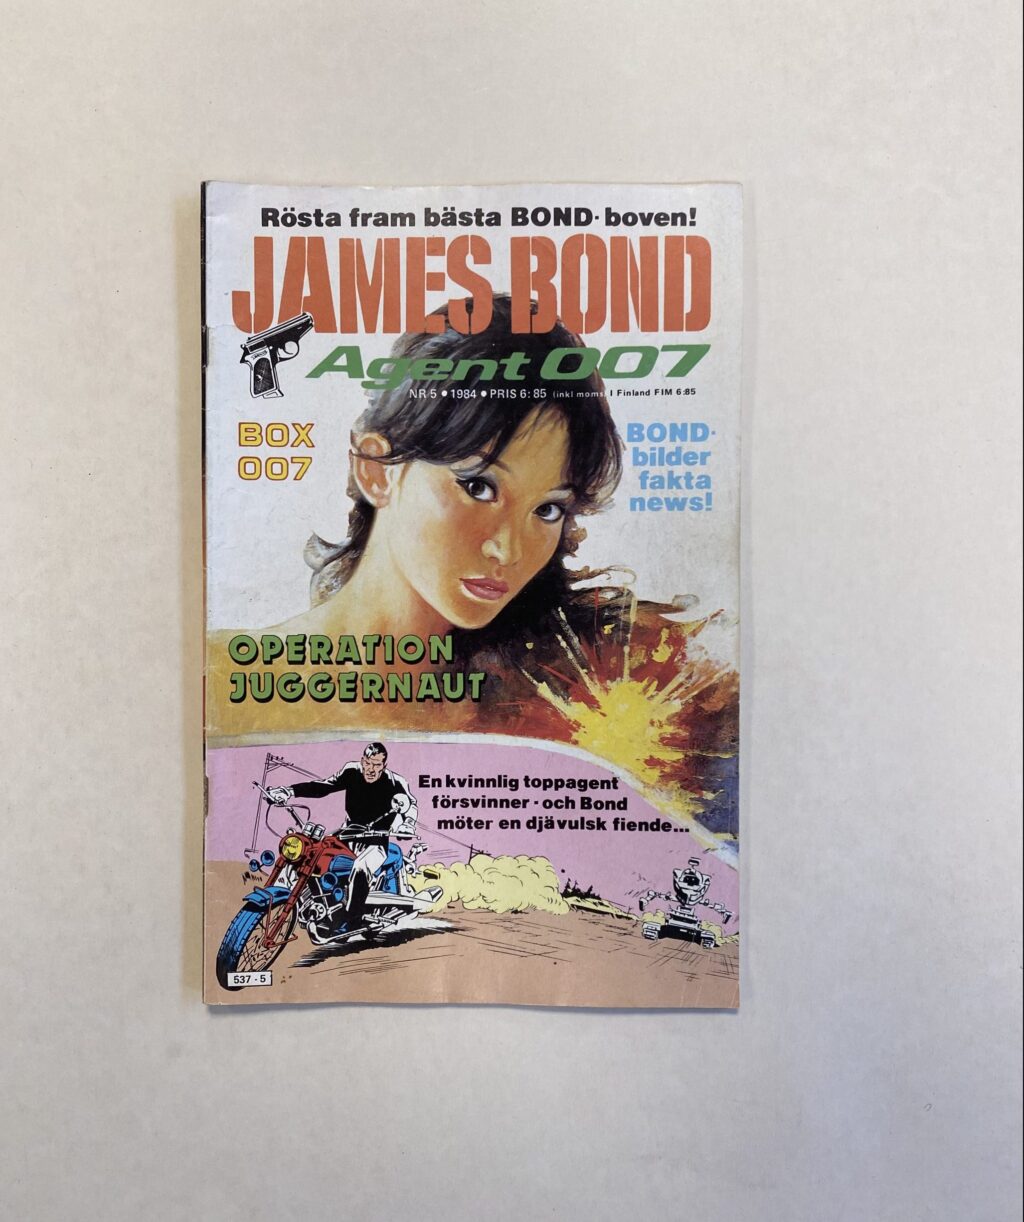 Rösta fram bästa BOND-boven!
JAMES BOND
Agent 007
NR 5 • 1984 • PRIS 6:85 (inkl moms) I Finland FIM 6:85
BOX
007
BOND-
bilder
fakta
news!
OPERATION
JUGGERNAUT
En kvinnlig toppagent
försvinner - och Bond
möter en djävulsk fiende...
537 - 5